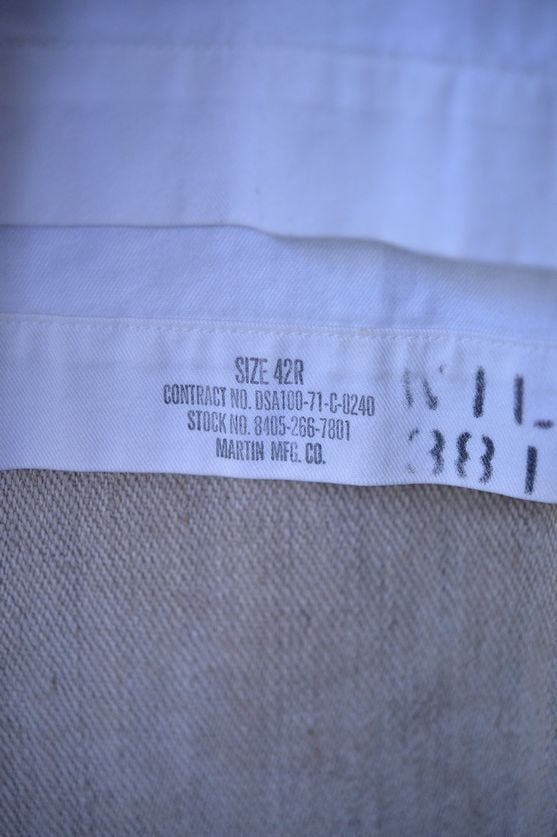 SIZE 42R
CONTRACT NO. DSA100-71-C-0240
STOCK NO. 8405-266-7801
MARTIN MFG. CO.